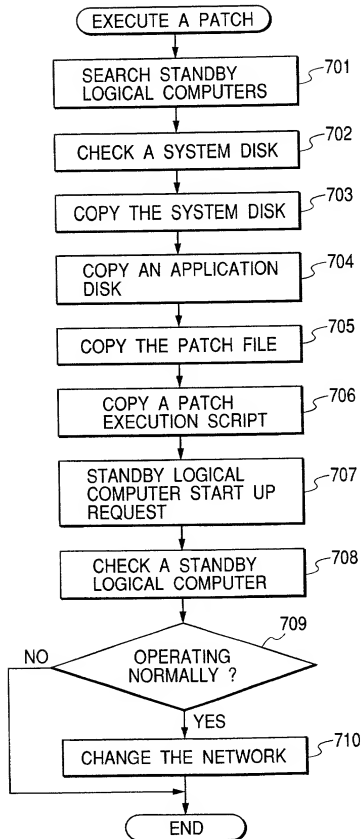 EXECUTE A PATCH
SEARCH STANDBY
LOGICAL COMPUTERS
701
CHECK A SYSTEM DISK
702
COPY THE SYSTEM DISK
703
COPY AN APPLICATION
DISK
704
COPY THE PATCH FILE
705
COPY A PATCH
EXECUTION SCRIPT
706
STANDBY LOGICAL
COMPUTER START UP
REQUEST
707
CHECK A STANDBY
LOGICAL COMPUTER
708
709
OPERATING
NORMALLY ?
NO
YES
CHANGE THE NETWORK
710
END